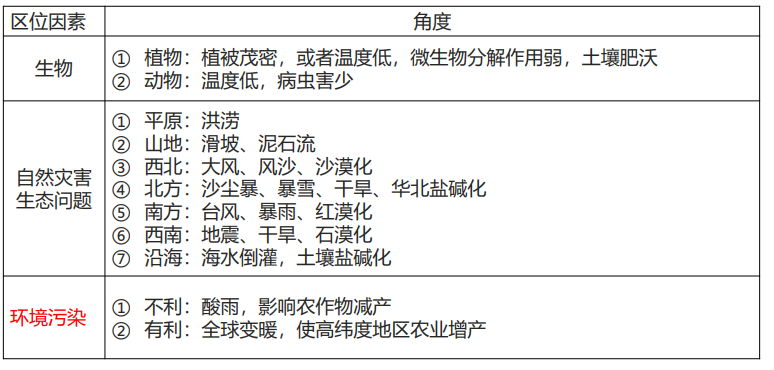 区位因素 角度
生物
① 植物：植被茂密，或者温度低，微生物分解作用弱，土壤肥沃
② 动物：温度低，病虫害少
自然灾害
生态问题
① 平原：洪涝
② 山地：滑坡、泥石流
③ 西北：大风、风沙、沙漠化
④ 北方：沙尘暴、暴雪、干旱、华北盐碱化
⑤ 南方：台风、暴雨、红漠化
⑥ 西南：地震、干旱、石漠化
⑦ 沿海：海水倒灌，土壤盐碱化
环境污染
① 不利：酸雨，影响农作物减产
② 有利：全球变暖，使高纬度地区农业增产